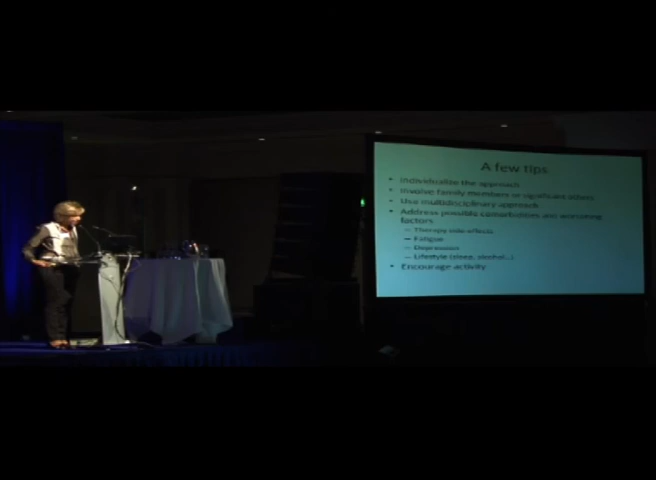 A few tips
• Individualize the approach
• Involve family members or significant others
• Use multidisciplinary approach
• Address possible comorbidities and worsening
factors
– Therapy side effects
– Fatigue
– Depression
– Lifestyle (sleep, alcohol...)
• Encourage activity